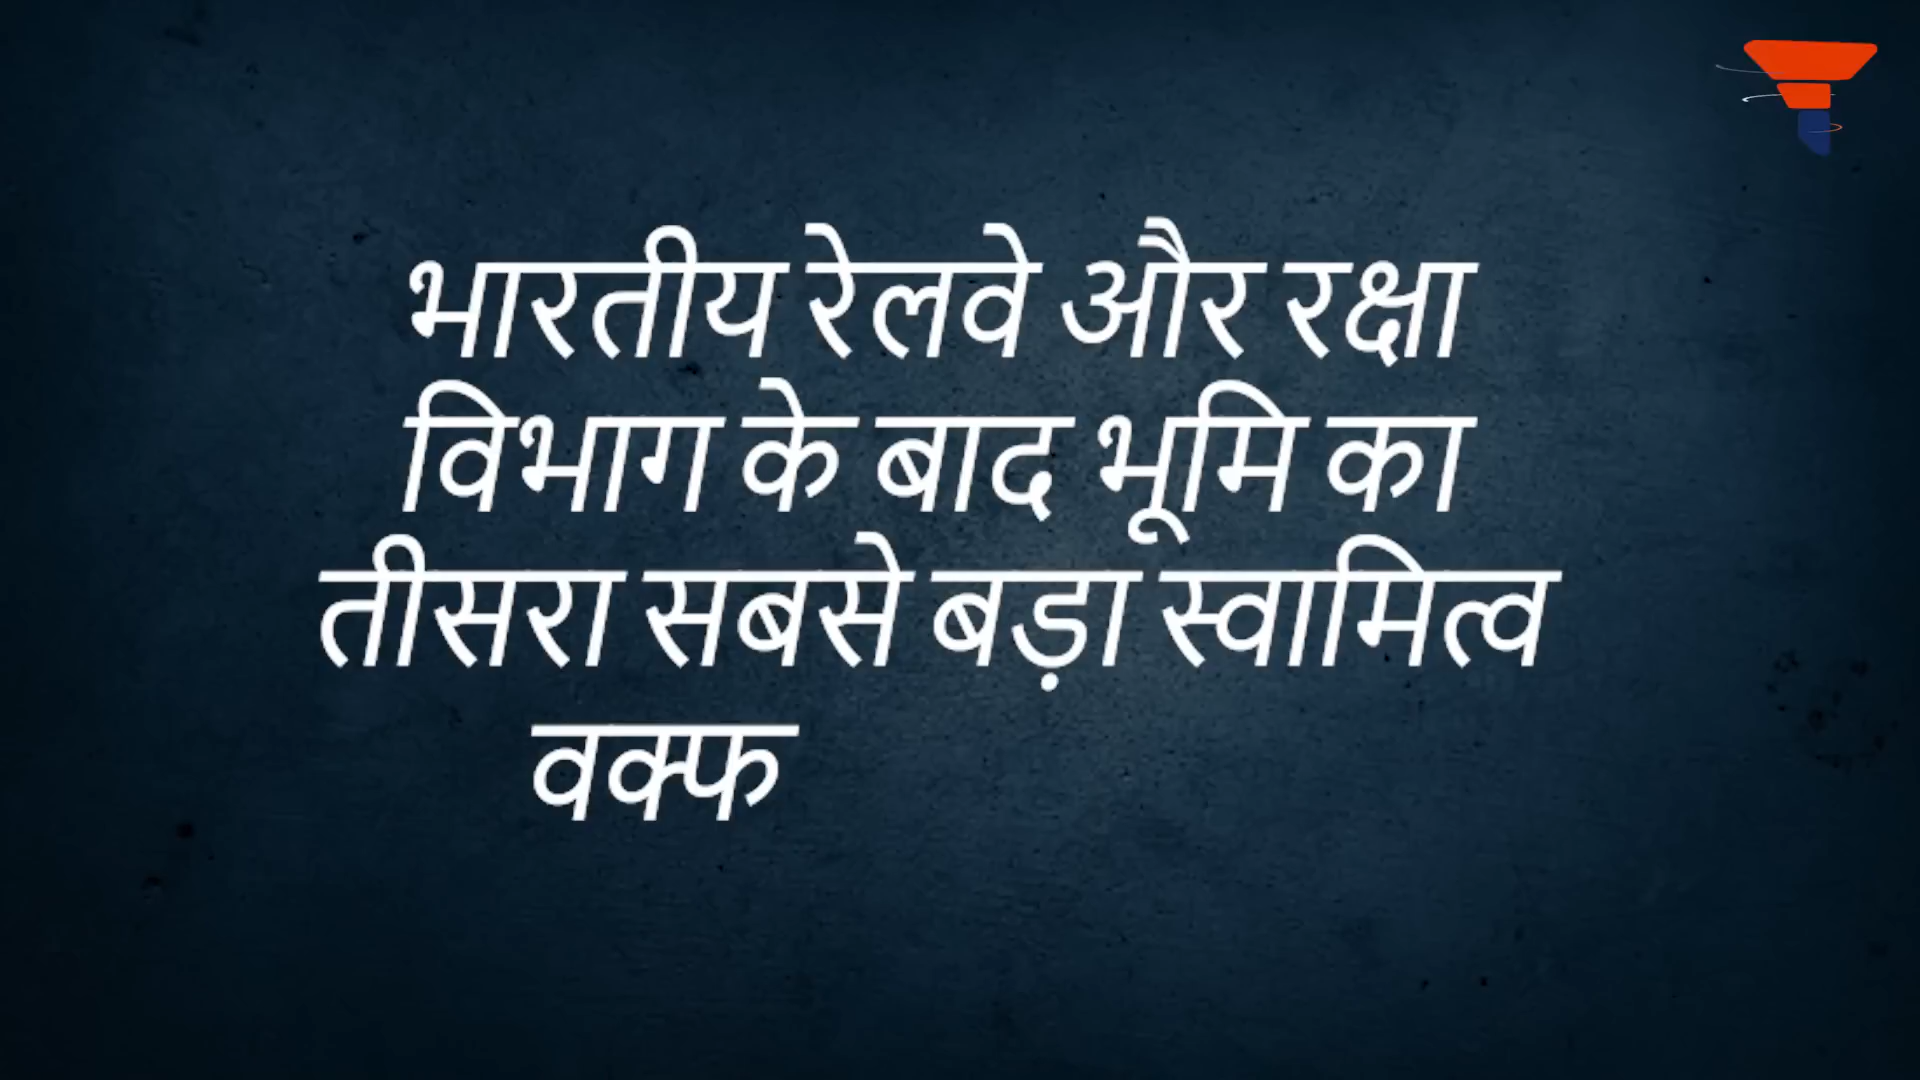 भारतीय रेलवे और रक्षा
विभाग के बाद भूमि का
तीसरा सबसे बड़ा स्वामित्व
वक्फ